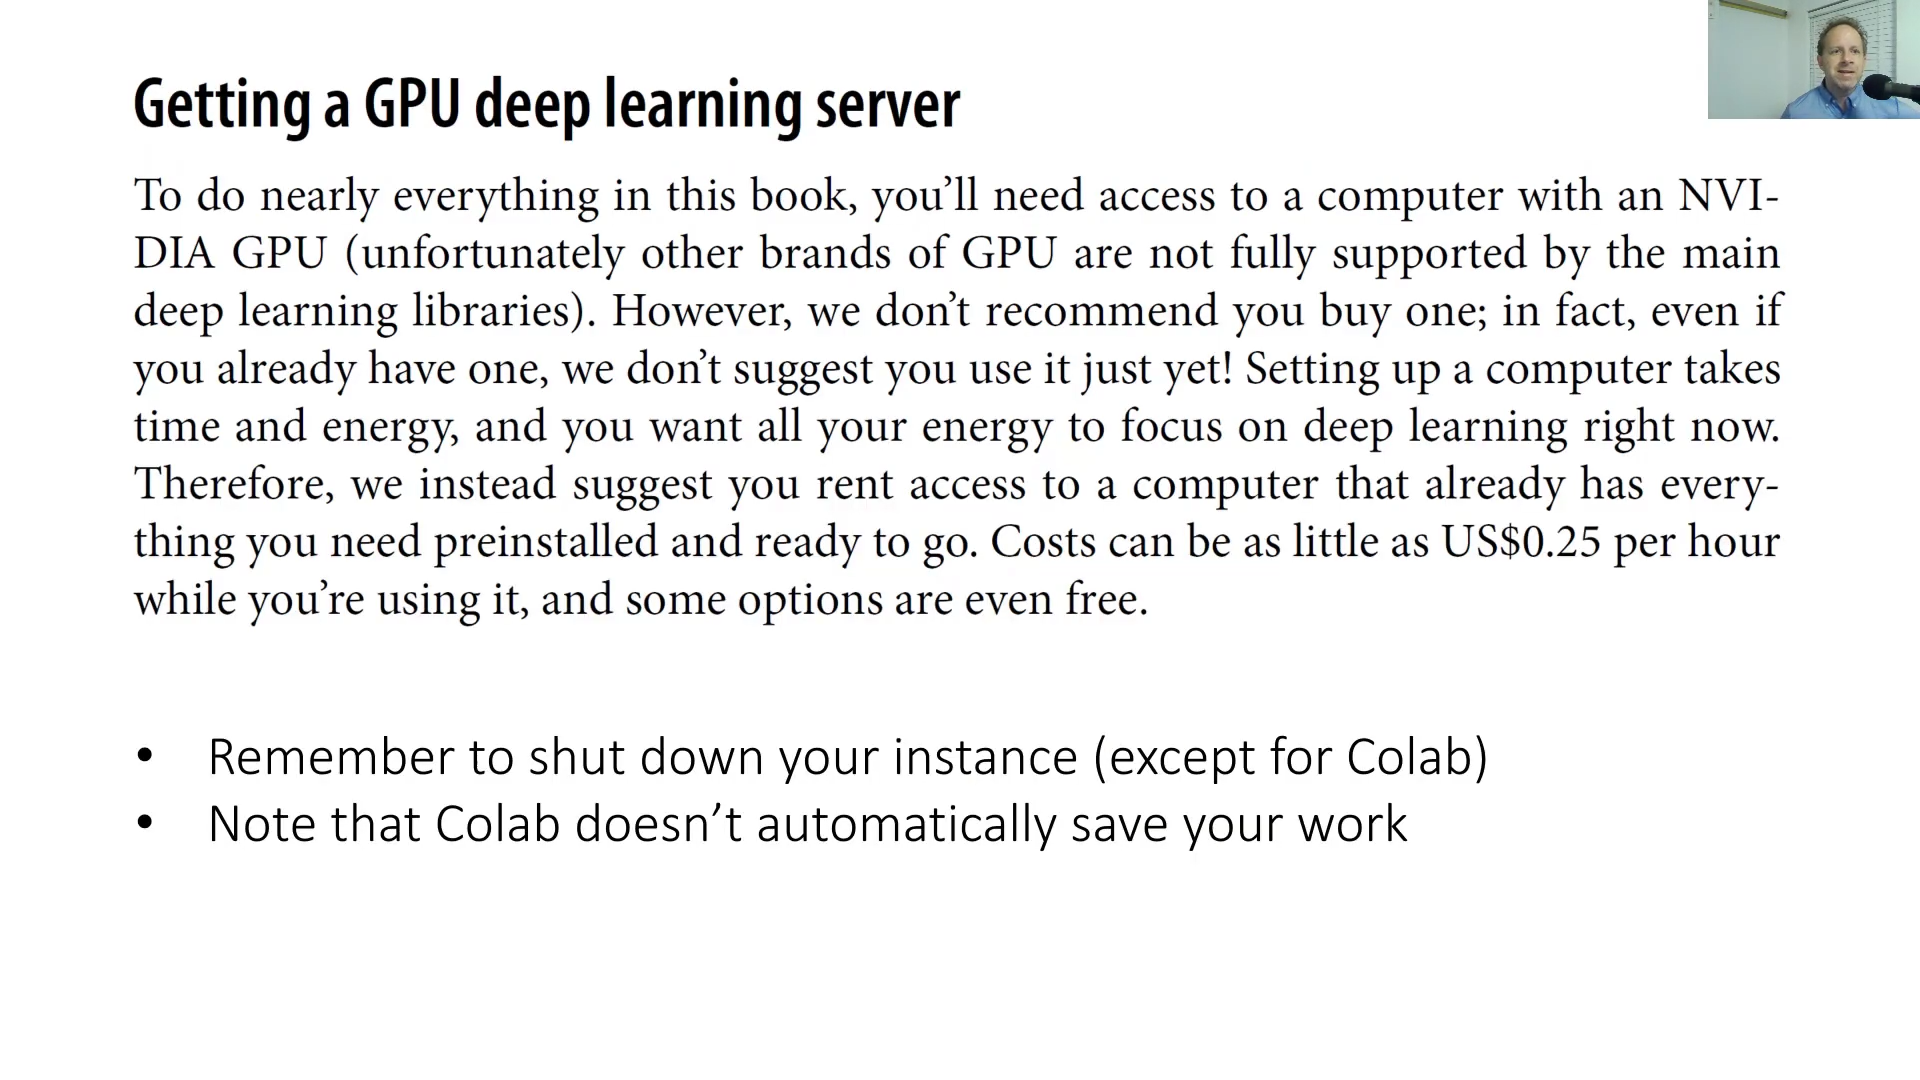 Getting a GPU deep learning server
To do nearly everything in this book, you’ll need access to a computer with an NVI-
DIA GPU (unfortunately other brands of GPU are not fully supported by the main
deep learning libraries). However, we don’t recommend you buy one; in fact, even if
you already have one, we don’t suggest you use it just yet! Setting up a computer takes
time and energy, and you want all your energy to focus on deep learning right now.
Therefore, we instead suggest you rent access to a computer that already has every-
thing you need preinstalled and ready to go. Costs can be as little as US$0.25 per hour
while you’re using it, and some options are even free.
• Remember to shut down your instance (except for Colab)
• Note that Colab doesn’t automatically save your work